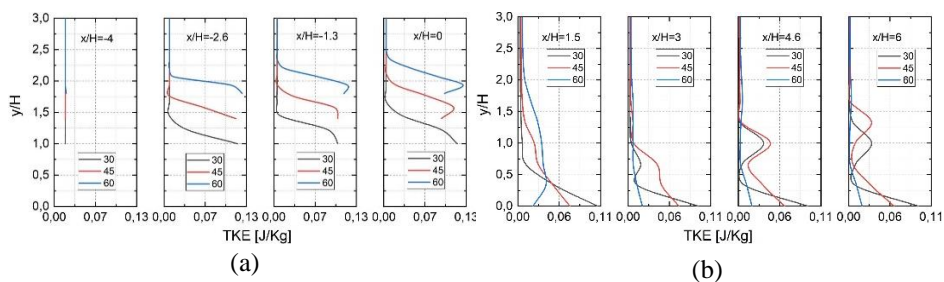 y/H
3,0
2,5
2,0
1,5
1,0
0,5
0,0
x/H=-4
30
45
60
0,00 0,07 0,13
x/H=-2.6
30
45
60
0,00 0,07 0,13
x/H=-1.3
30
45
60
0,00 0,07 0,13
x/H=0
30
45
60
0,00 0,07 0,13
TKE [J/Kg]
(a)
y/H
3,0
2,5
2,0
1,5
1,0
0,5
0,0
x/H=1.5
30
45
60
0,00 0,06 0,11
x/H=3
30
45
60
0,00 0,06 0,11
x/H=4.6
30
45
60
0,00 0,06 0,11
x/H=6
30
45
60
0,00 0,06 0,11
TKE [J/Kg]
(b)